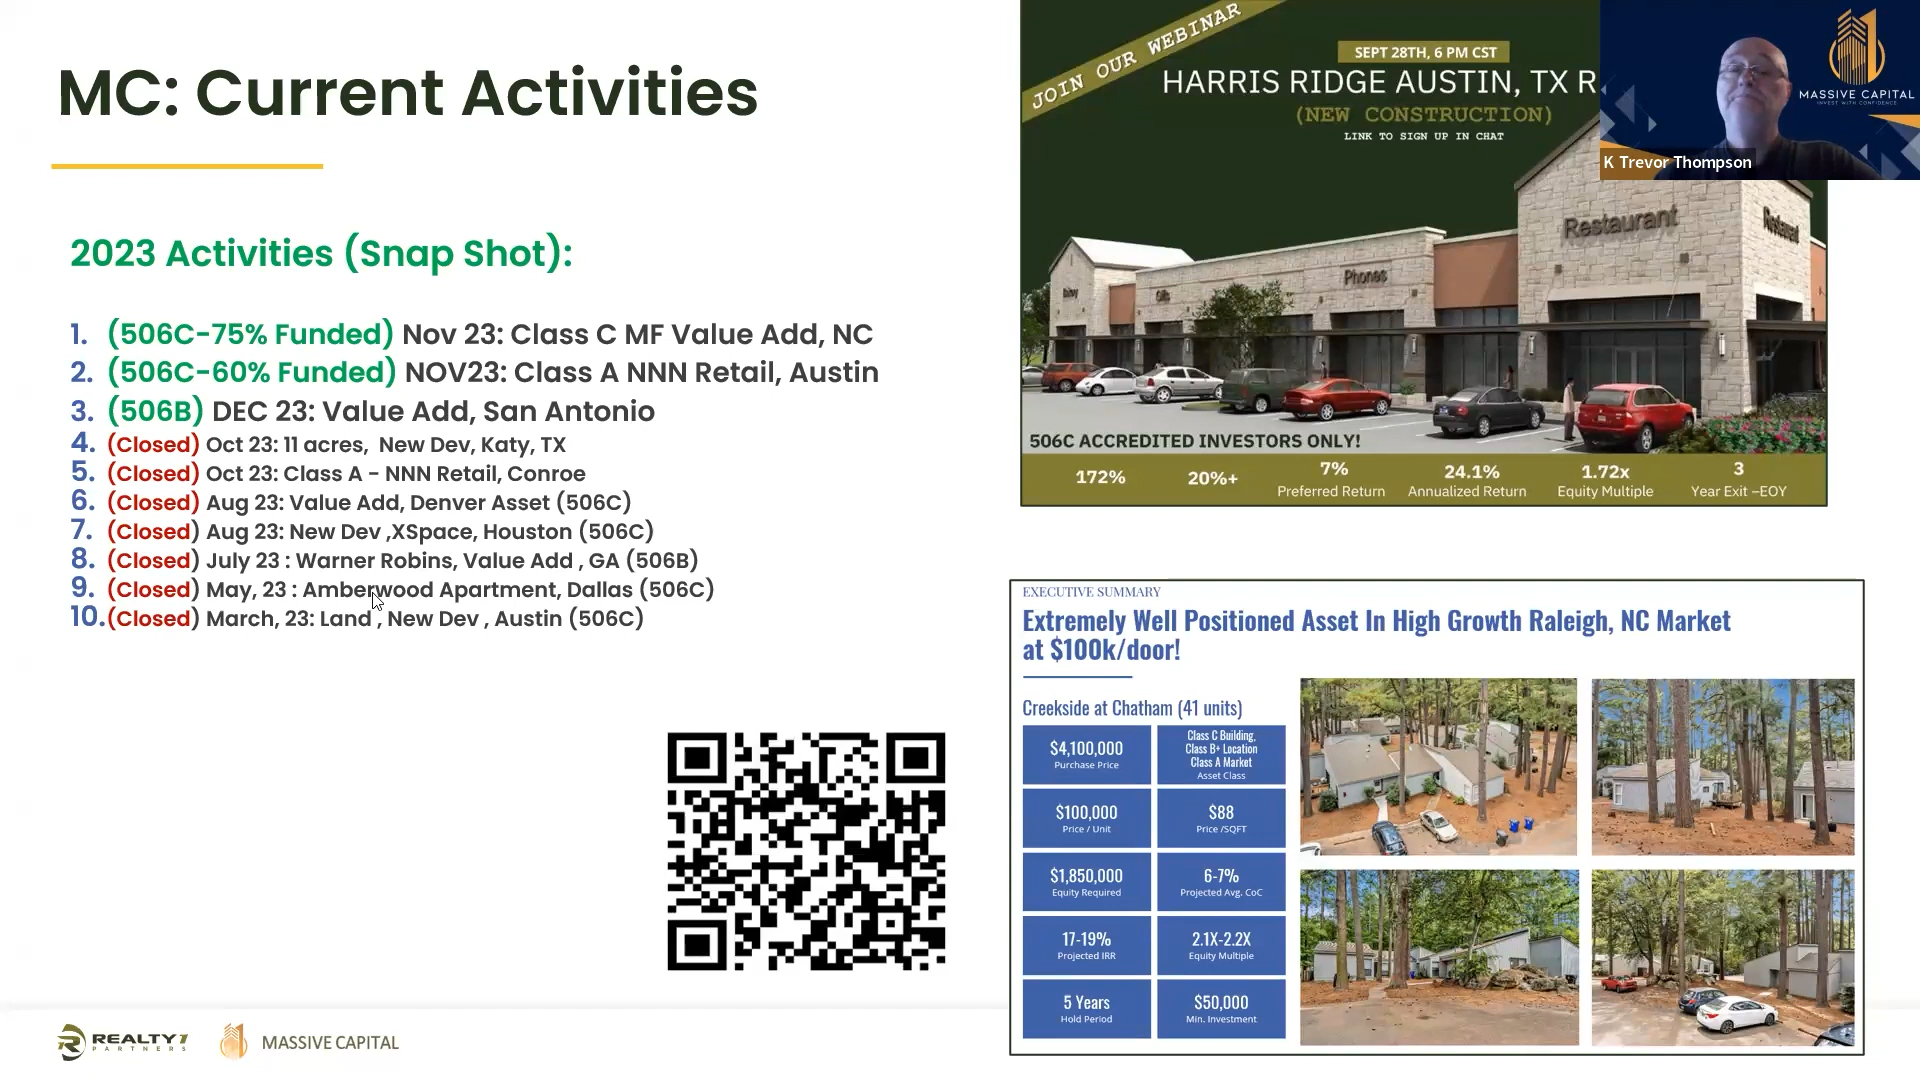 MC: Current Activities
2023 Activities (Snap Shot):
1. (506C-75% Funded) Nov 23: Class C MF Value Add, NC
2. (506C-60% Funded) NOV23: Class A NNN Retail, Austin
3. (506B) DEC 23: Value Add, San Antonio
4. (Closed) Oct 23: 11 acres, New Dev, Katy, TX
5. (Closed) Oct 23: Class A - NNN Retail, Conroe
6. (Closed) Aug 23: Value Add, Denver Asset (506C)
7. (Closed) Aug 23: New Dev ,XSpace, Houston (506C)
8. (Closed) July 23 : Warner Robins, Value Add , GA (506B)
9. (Closed) May, 23 : Amberwood Apartment, Dallas (506C)
10.(Closed) March, 23: Land , New Dev , Austin (506C)
REALTY1
PARTNERS
MASSIVE CAPITAL
JOIN OUR WEBINAR
SEPT 28TH, 6 PM CST
HARRIS RIDGE AUSTIN, TX R
(NEW CONSTRUCTION)
LINK TO SIGN UP IN CHAT
MASSIVE CAPITAL
INVEST WITH CONFIDENCE
K Trevor Thompson
Restaurant
Restaurant
Phones
Gifts
506C ACCREDITED INVESTORS ONLY!
172%
20%+
7%
Preferred Return
24.1%
Annualized Return
1.72x
Equity Multiple
3
Year Exit –EOY
EXECUTIVE SUMMARY
Extremely Well Positioned Asset In High Growth Raleigh, NC Market
at $100k/door!
Creekside at Chatham (41 units)
$4,100,000
Purchase Price
Class C Building,
Class B+ Location
Class A Market
Asset Class
$100,000
Price / Unit
$88
Price /SQFT
$1,850,000
Equity Required
6-7%
Projected Avg. CoC
17-19%
Projected IRR
2.1X-2.2X
Equity Multiple
5 Years
Hold Period
$50,000
Min. Investment